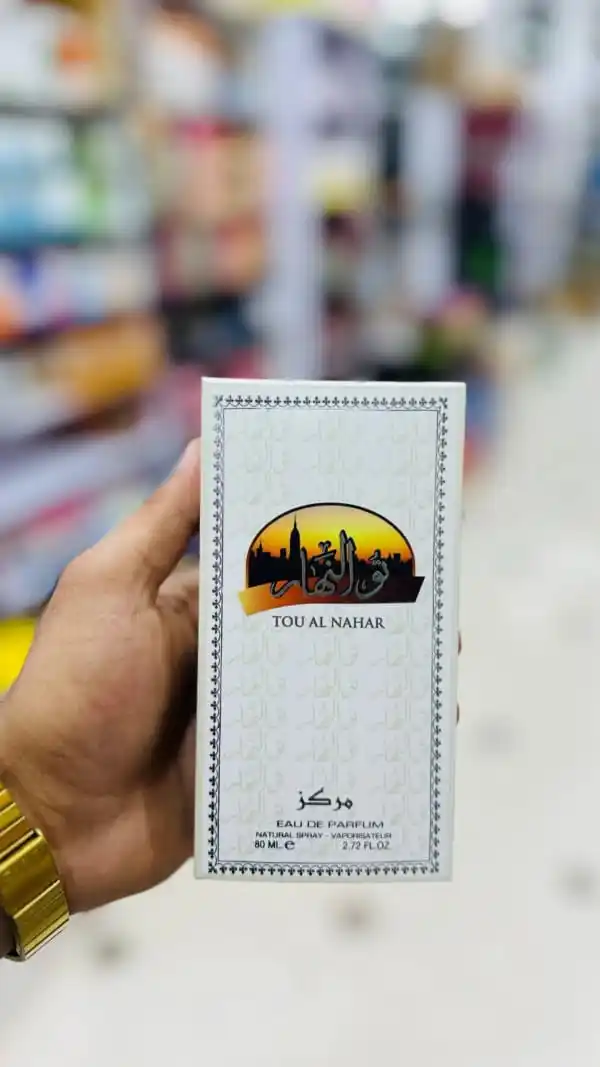 تو النهار
TOU AL NAHAR
مركز
EAU DE PARFUM
NATURAL SPRAY - VAPORISATEUR
80 ML e 2.72 FL.OZ